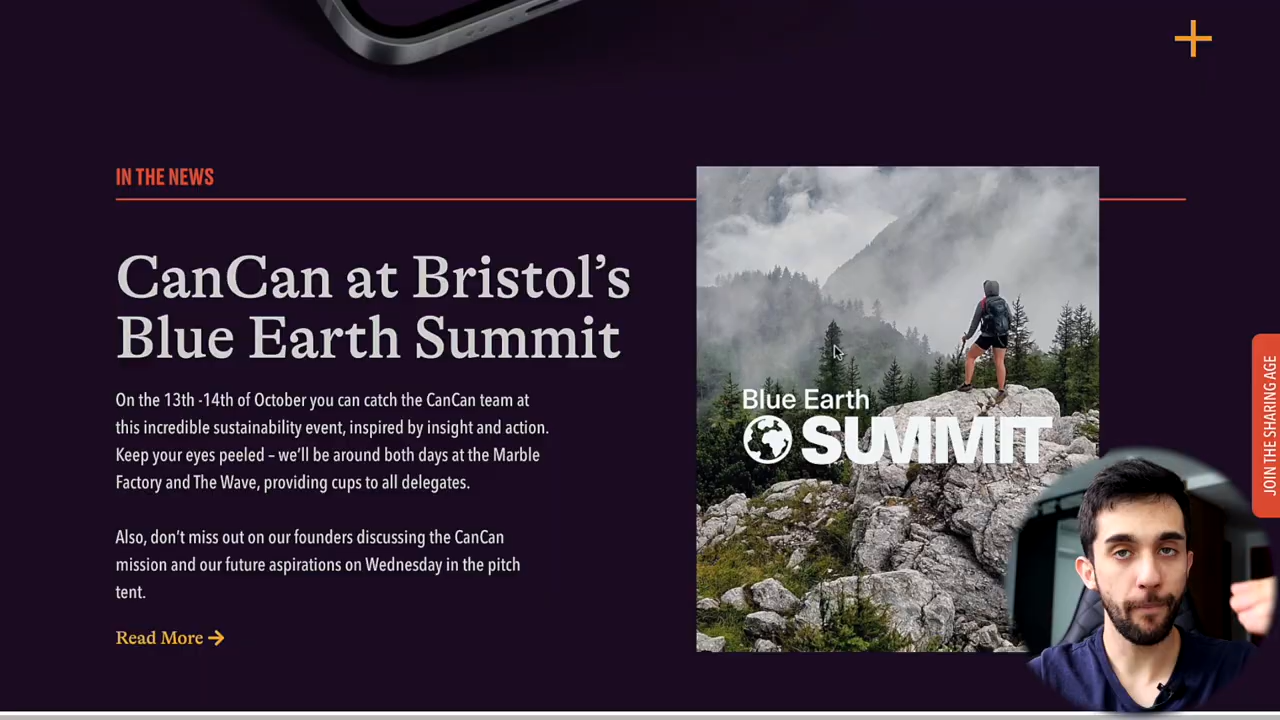 IN THE NEWS
CanCan at Bristol’s
Blue Earth Summit
On the 13th -14th of October you can catch the CanCan team at
this incredible sustainability event, inspired by insight and action.
Keep your eyes peeled – we’ll be around both days at the Marble
Factory and The Wave, providing cups to all delegates.
Also, don’t miss out on our founders discussing the CanCan
mission and our future aspirations on Wednesday in the pitch
tent.
Read More
Blue Earth
SUMMIT
JOIN THE SHARING AGE